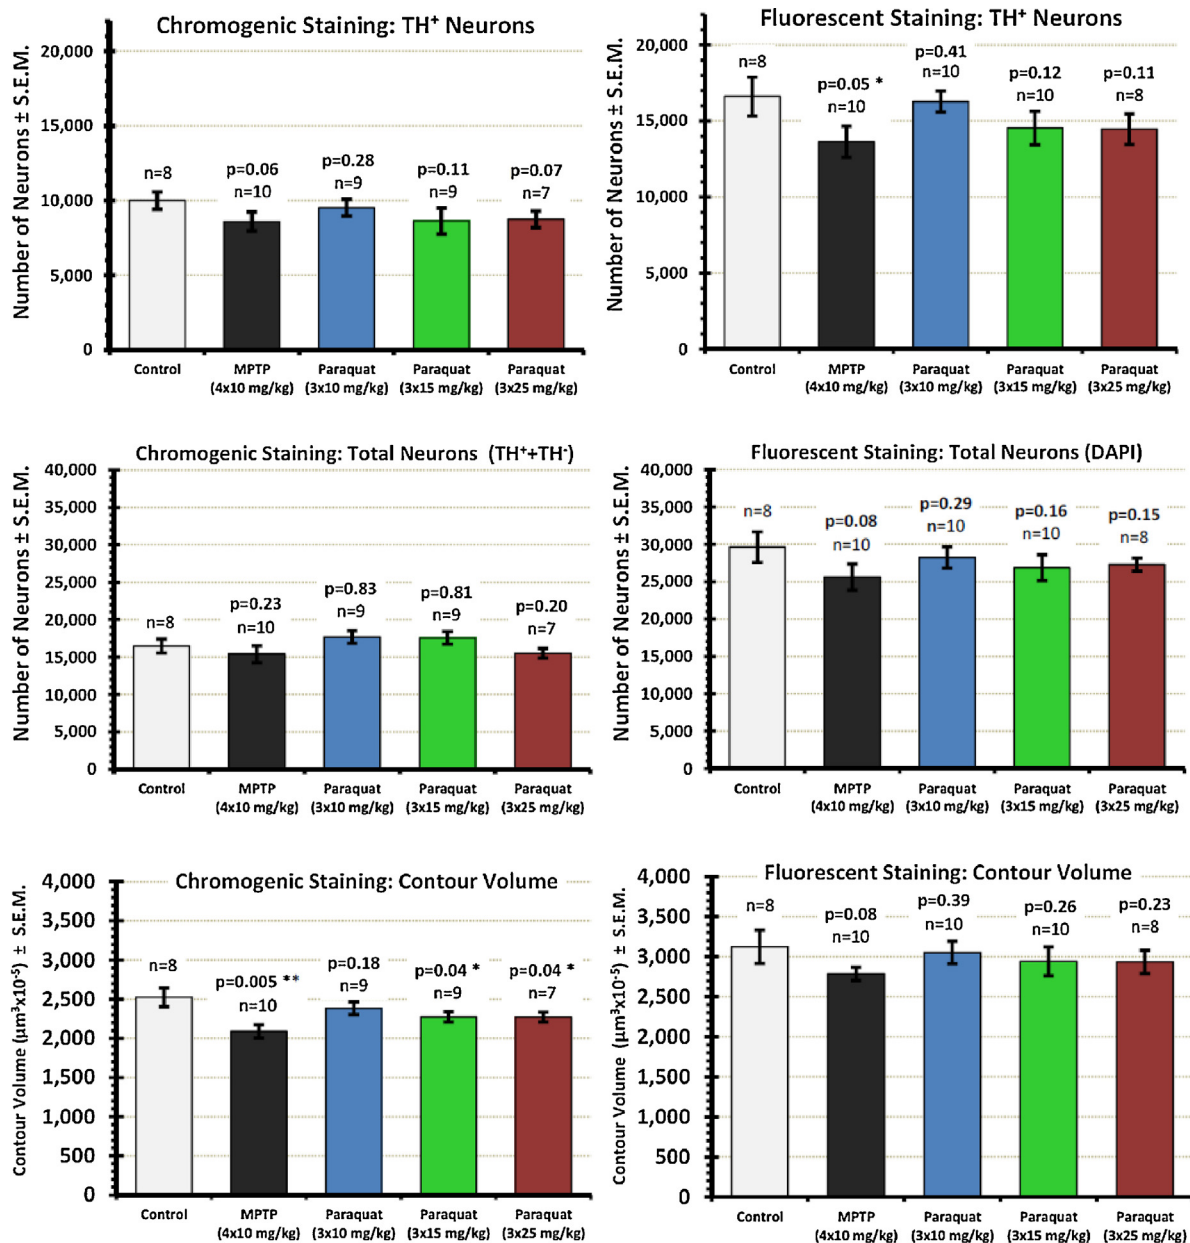 Chromogenic Staining: TH⁺ Neurons
Number of Neurons ± S.E.M.
20,000
15,000
10,000
5,000
0
n=8
p=0.06
n=10
p=0.28
n=9
p=0.11
n=9
p=0.07
n=7
Control
MPTP
(4x10 mg/kg)
Paraquat
(3x10 mg/kg)
Paraquat
(3x15 mg/kg)
Paraquat
(3x25 mg/kg)
Fluorescent Staining: TH⁺ Neurons
Number of Neurons ± S.E.M.
20,000
15,000
10,000
5,000
0
n=8
p=0.05 *
n=10
p=0.41
n=10
p=0.12
n=10
p=0.11
n=8
Control
MPTP
(4x10 mg/kg)
Paraquat
(3x10 mg/kg)
Paraquat
(3x15 mg/kg)
Paraquat
(3x25 mg/kg)
Chromogenic Staining: Total Neurons (TH⁺+TH⁻)
Number of Neurons ± S.E.M.
40,000
35,000
30,000
25,000
20,000
15,000
10,000
5,000
0
n=8
p=0.23
n=10
p=0.83
n=9
p=0.81
n=9
p=0.20
n=7
Control
MPTP
(4x10 mg/kg)
Paraquat
(3x10 mg/kg)
Paraquat
(3x15 mg/kg)
Paraquat
(3x25 mg/kg)
Fluorescent Staining: Total Neurons (DAPI)
Number of Neurons ± S.E.M.
40,000
35,000
30,000
25,000
20,000
15,000
10,000
5,000
0
n=8
p=0.08
n=10
p=0.29
n=10
p=0.16
n=10
p=0.15
n=8
Control
MPTP
(4x10 mg/kg)
Paraquat
(3x10 mg/kg)
Paraquat
(3x15 mg/kg)
Paraquat
(3x25 mg/kg)
Chromogenic Staining: Contour Volume
Contour Volume (µm³x10⁻⁵) ± S.E.M.
4,000
3,500
3,000
2,500
2,000
1,500
1,000
500
0
n=8
p=0.005 **
n=10
p=0.18
n=9
p=0.04 *
n=9
p=0.04 *
n=7
Control
MPTP
(4x10 mg/kg)
Paraquat
(3x10 mg/kg)
Paraquat
(3x15 mg/kg)
Paraquat
(3x25 mg/kg)
Fluorescent Staining: Contour Volume
Contour Volume (µm³x10⁻⁵) ± S.E.M.
4,000
3,500
3,000
2,500
2,000
1,500
1,000
500
0
n=8
p=0.08
n=10
p=0.39
n=10
p=0.26
n=10
p=0.23
n=8
Control
MPTP
(4x10 mg/kg)
Paraquat
(3x10 mg/kg)
Paraquat
(3x15 mg/kg)
Paraquat
(3x25 mg/kg)